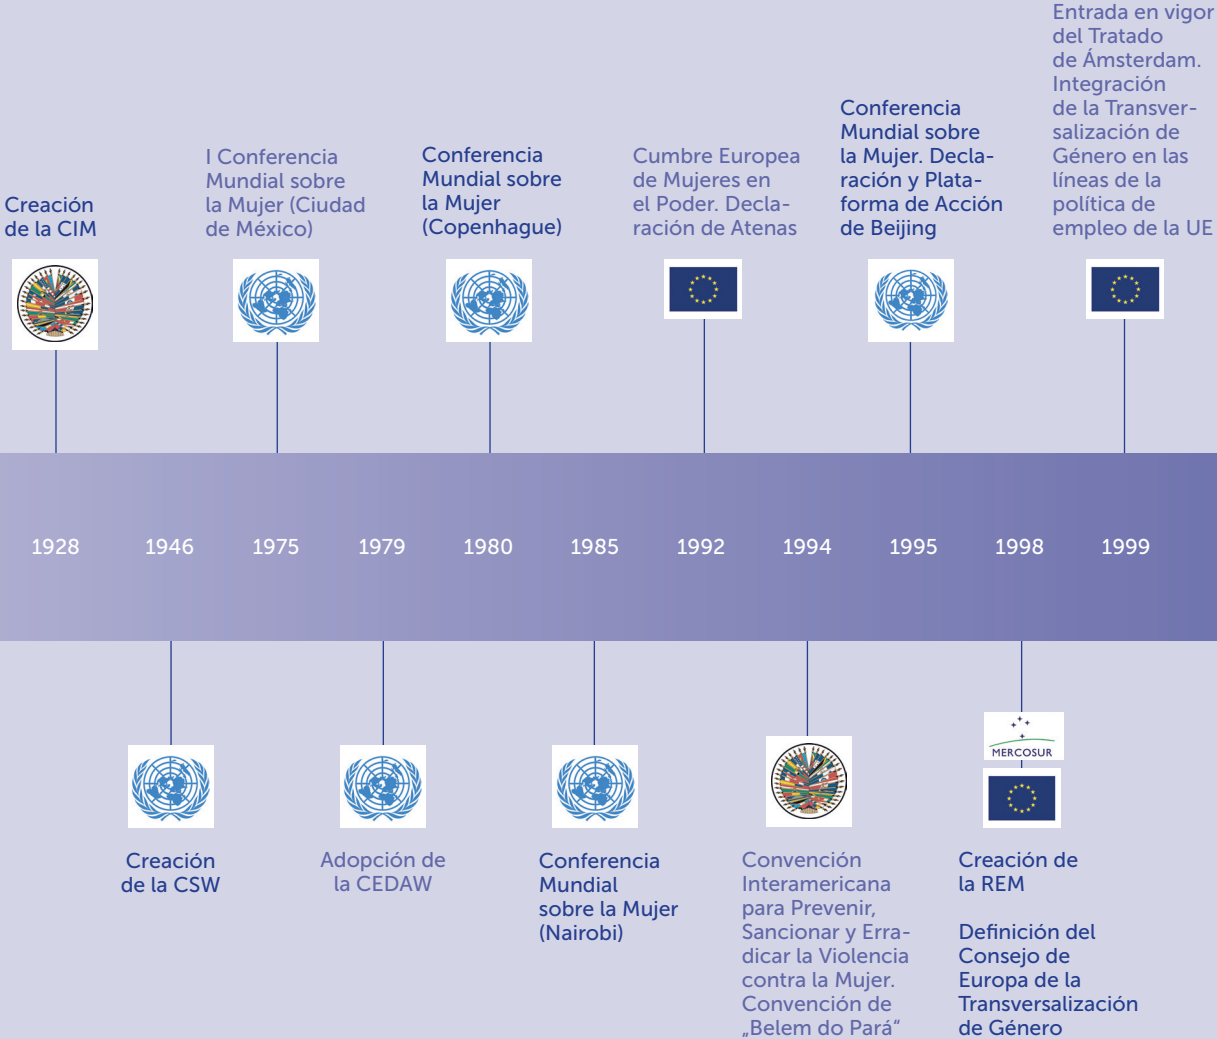 Creación
de la CIM
I Conferencia
Mundial sobre
la Mujer (Ciudad
de México)
Conferencia
Mundial sobre
la Mujer
(Copenhague)
Cumbre Europea
de Mujeres en
el Poder. Decla-
ración de Atenas
Conferencia
Mundial sobre
la Mujer. Decla-
ración y Plata-
forma de Acción
de Beijing
Entrada en vigor
del Tratado
de Ámsterdam.
Integración
de la Transver-
salización de
Género en las
líneas de la
política de
empleo de la UE
1928 1946 1975 1979 1980 1985 1992 1994 1995 1998 1999
Creación
de la CSW
Adopción de
la CEDAW
Conferencia
Mundial
sobre la Mujer
(Nairobi)
Convención
Interamericana
para Prevenir,
Sancionar y Erra-
dicar la Violencia
contra la Mujer.
Convención de
„Belem do Pará“
MERCOSUR
Creación de
la REM
Definición del
Consejo de
Europa de la
Transversalización
de Género